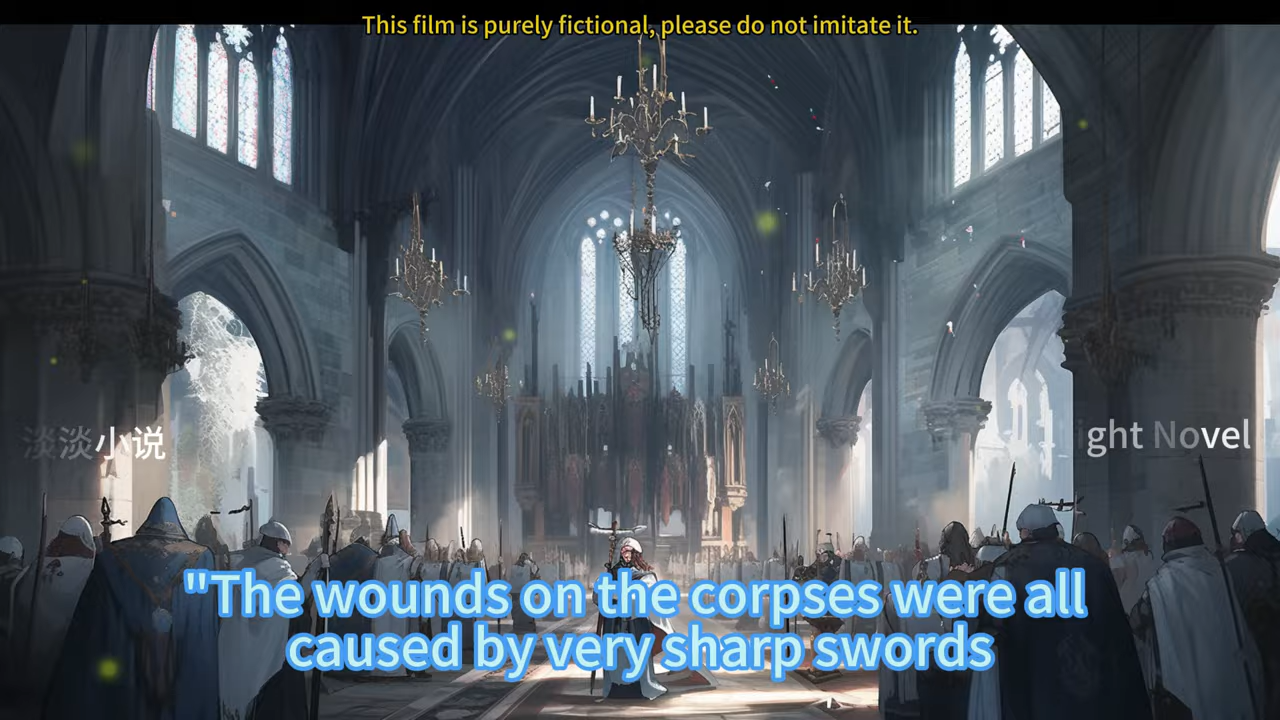 This film is purely fictional, please do not imitate it.
淡淡小说
ight Novel
"The wounds on the corpses were all
caused by very sharp swords